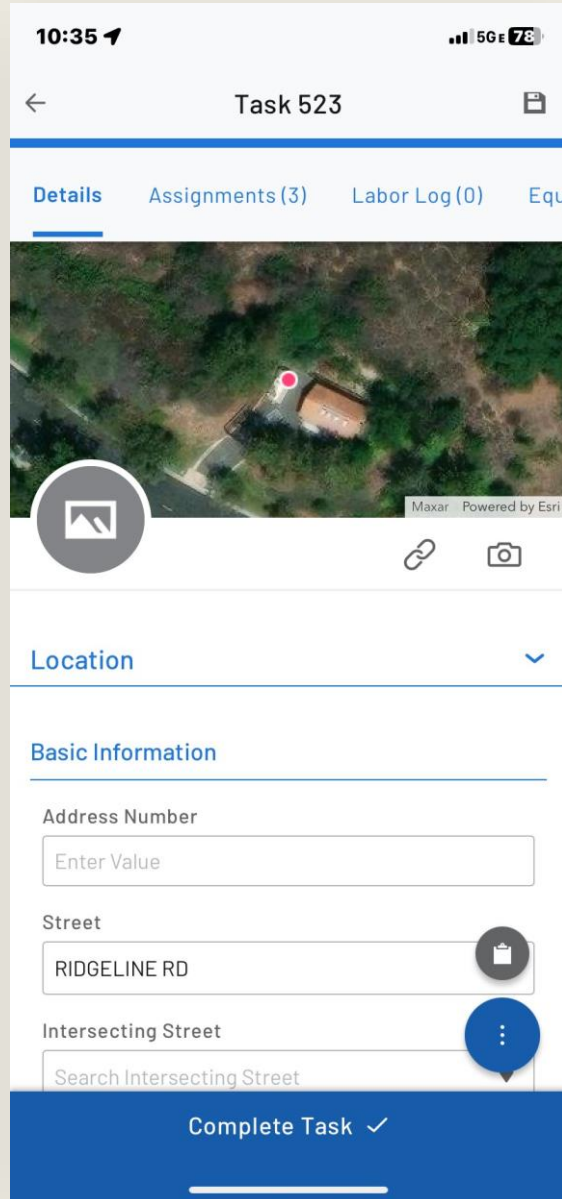 10:35 5GE 78
Task 523
Details Assignments (3) Labor Log (0) Equ
Maxar Powered by Esri
Location
Basic Information
Address Number
Enter Value
Street
RIDGELINE RD
Intersecting Street
Search Intersecting Street
Complete Task